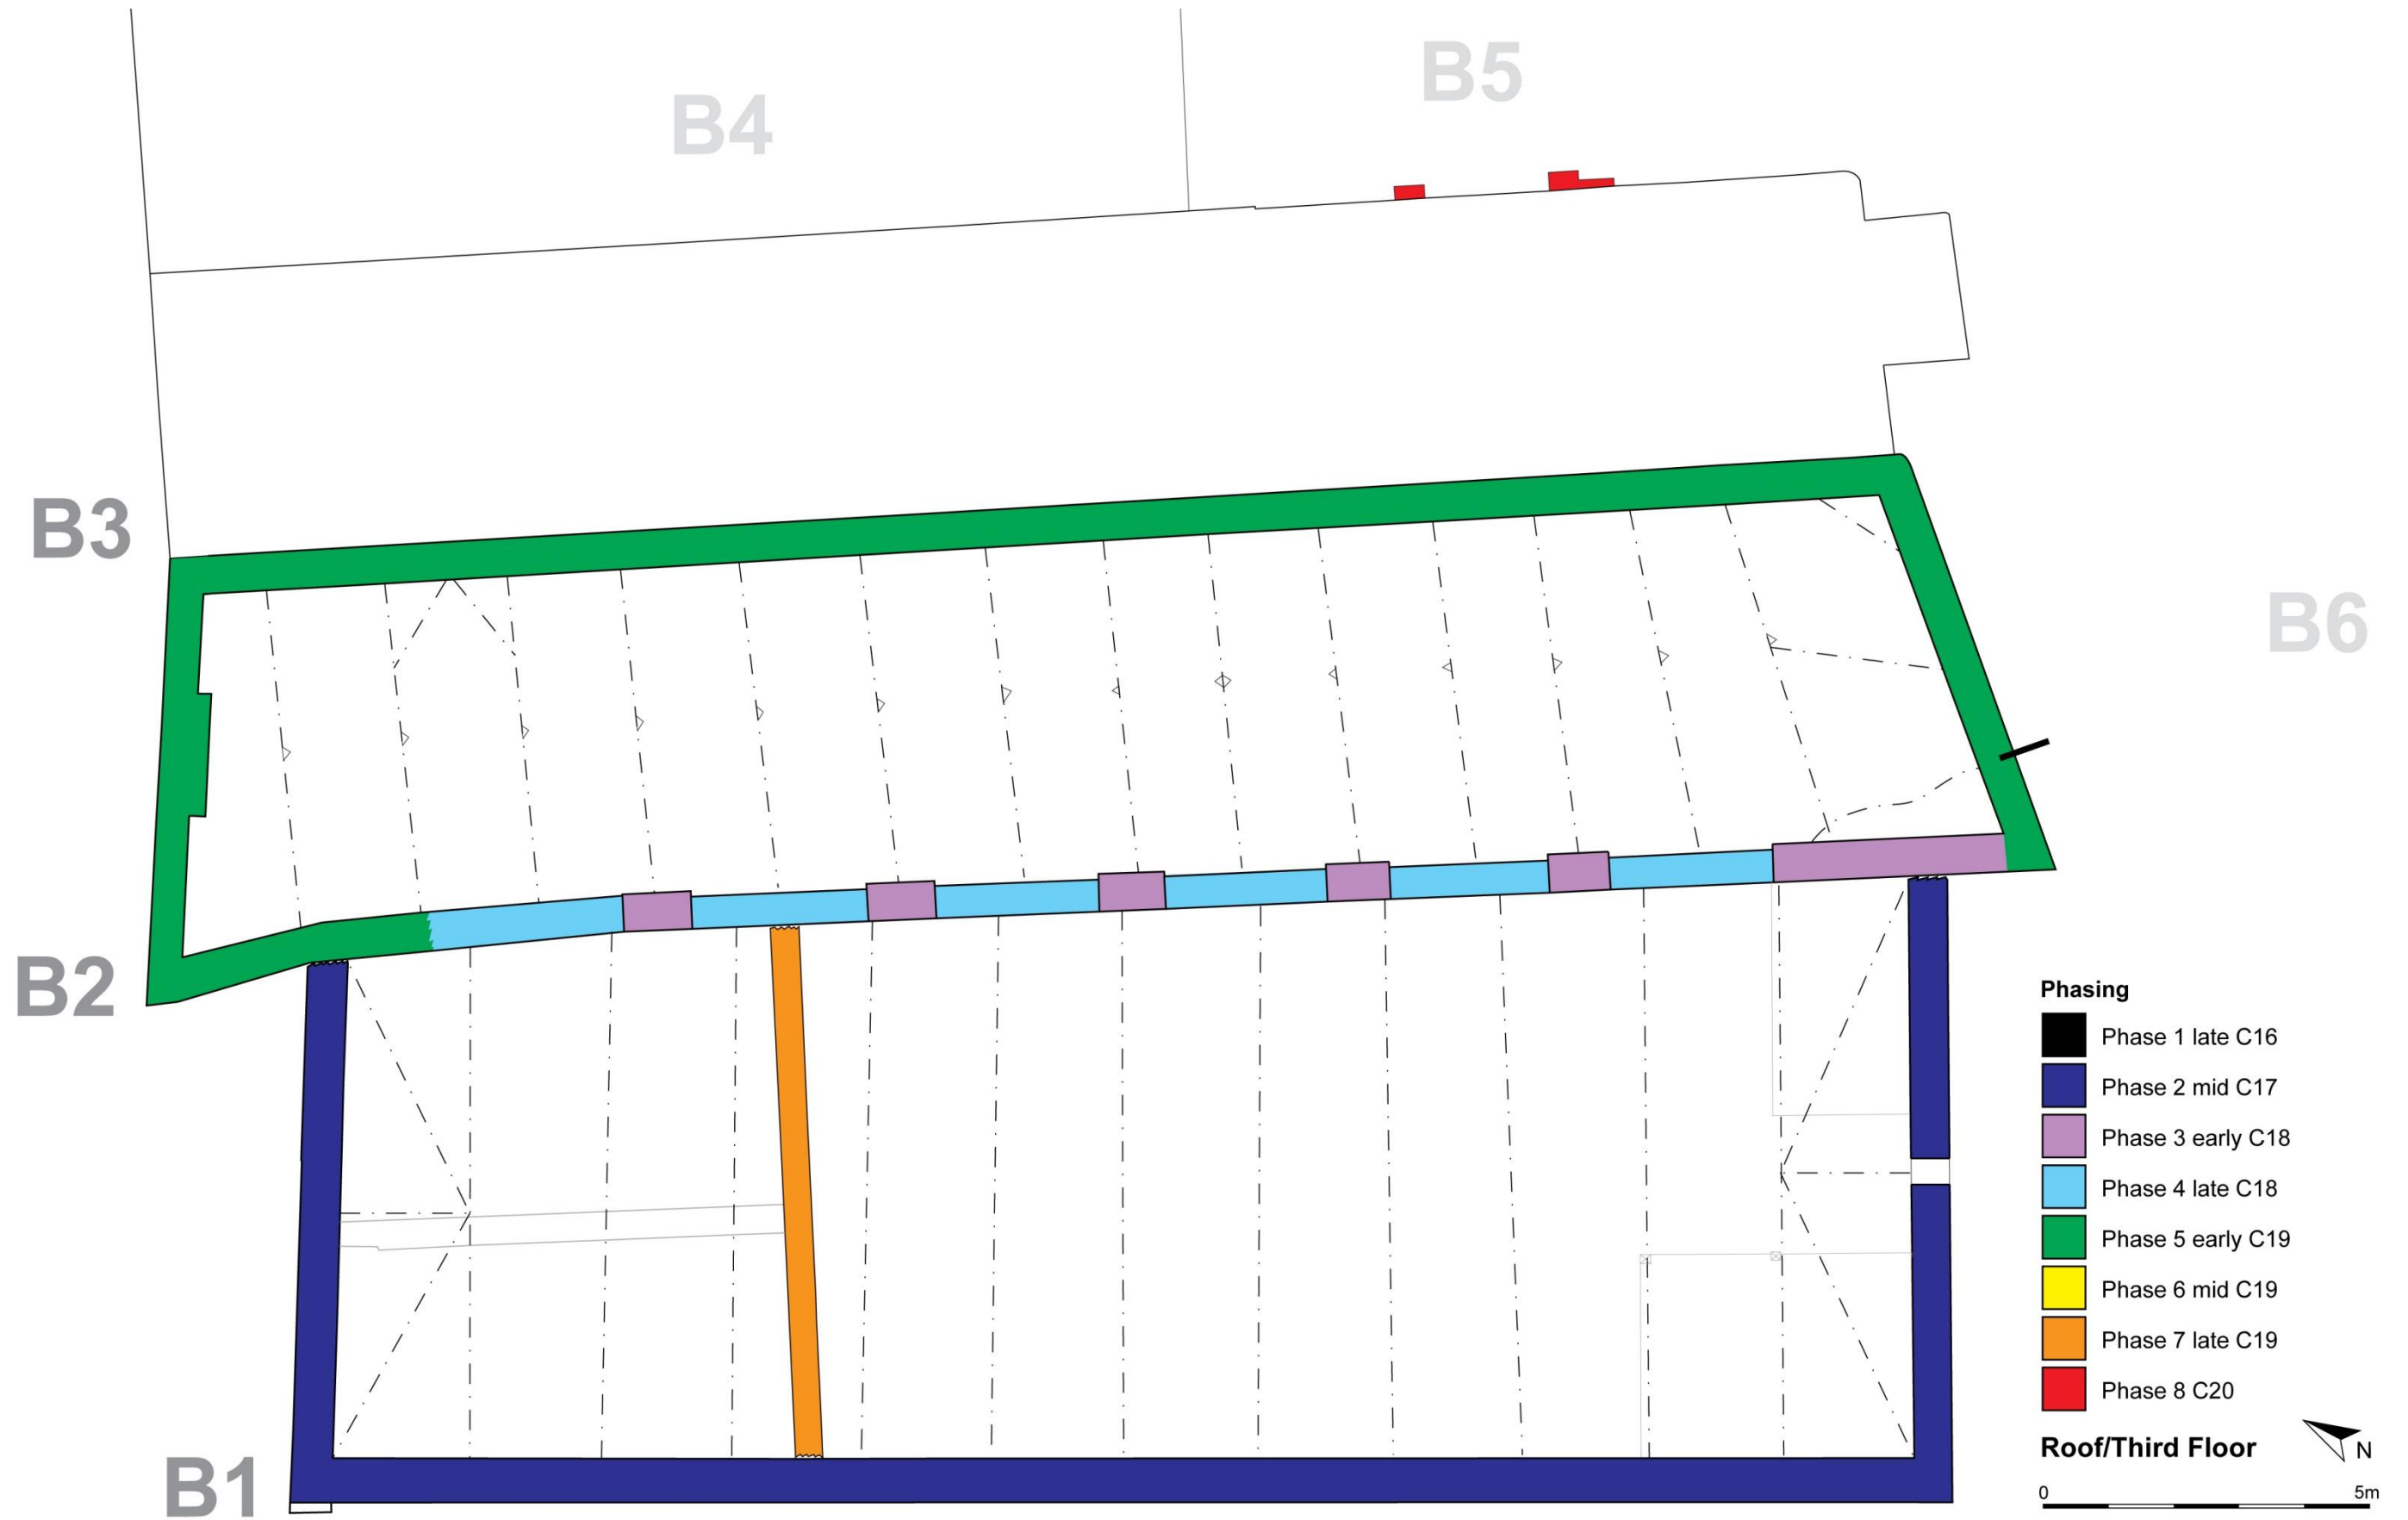 B5
B4
B3
B6
B2
B1
Phasing
Phase 1 late C16
Phase 2 mid C17
Phase 3 early C18
Phase 4 late C18
Phase 5 early C19
Phase 6 mid C19
Phase 7 late C19
Phase 8 C20
Roof/Third Floor
N
0 5m